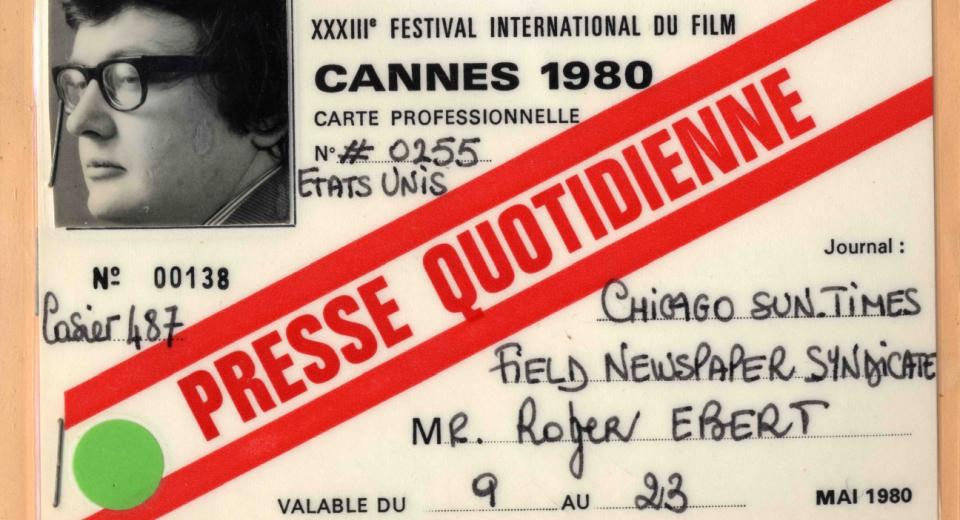 XXXIIIᵉ FESTIVAL INTERNATIONAL DU FILM
CANNES 1980
CARTE PROFESSIONNELLE
N° # 0255
ETATS UNIS
PRESSE QUOTIDIENNE
Nº 00138
Casier 487
Journal :
CHICAGO SUN.TIMES
FIELD NEWSPAPER SYNDICATE
MR. Roger EBERT
VALABLE DU 9 AU 23 MAI 1980